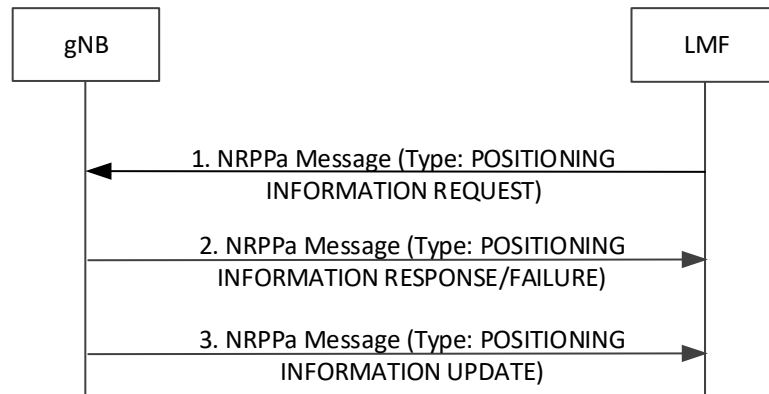 gNB
LMF
1. NRPPa Message (Type: POSITIONING
INFORMATION REQUEST)
2. NRPPa Message (Type: POSITIONING
INFORMATION RESPONSE/FAILURE)
3. NRPPa Message (Type: POSITIONING
INFORMATION UPDATE)